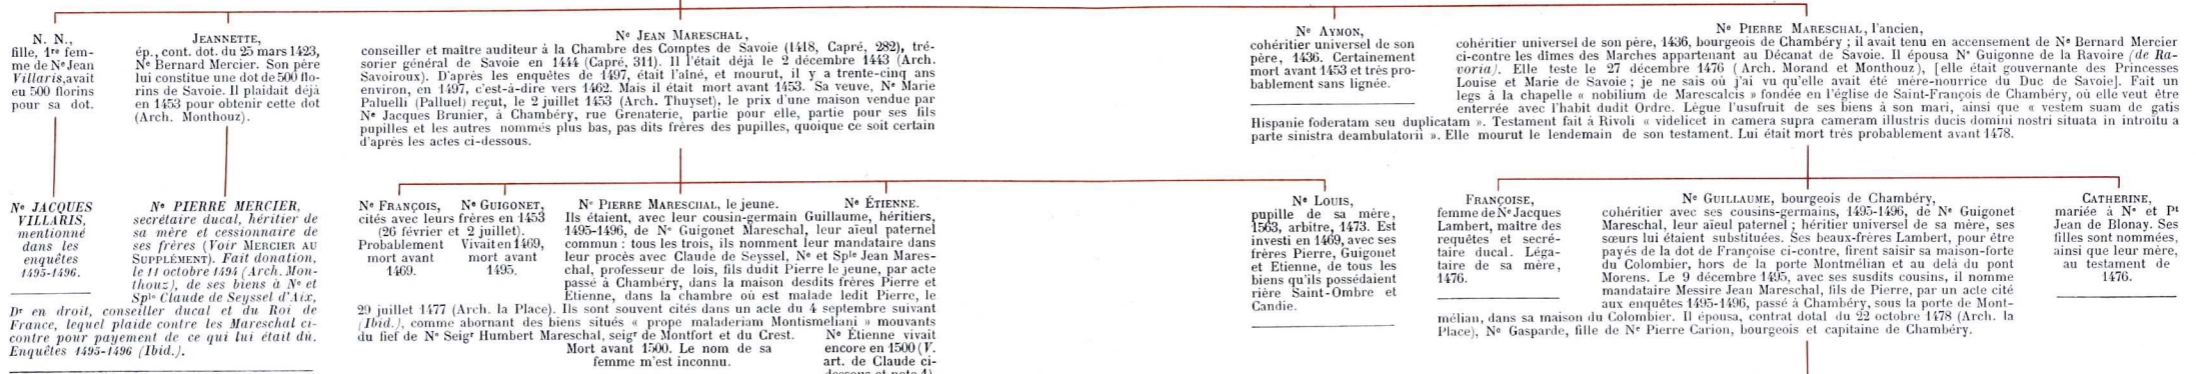 N. N.,
fille, 1re fem-
me de Ne Jean
Villaris, avait
eu 500 florins
pour sa dot.
JEANNETTE,
ép., cont. dot. du 25 mars 1423,
Ne Bernard Mercier. Son père
lui constitue une dot de 500 flo-
rins de Savoie. Il plaidait déjà
en 1453 pour obtenir cette dot
(Arch. Monthouz).
Ne JEAN MARESCHAL,
conseiller et maître auditeur à la Chambre des Comptes de Savoie (1418, Capré, 282), tré-
sorier général de Savoie en 1444 (Capré, 311). Il l'était déjà le 2 décembre 1443 (Arch.
Savoiroux). D'après les enquêtes de 1497, était l'aîné, et mourut, il y a trente-cinq ans
environ, en 1497, c'est-à-dire vers 1462. Mais il était mort avant 1453. Sa veuve, Ne Marie
Paluelli (Palluel) reçut, le 2 juillet 1453 (Arch. Thuyset), le prix d'une maison vendue par
Ne Jacques Brunier, à Chambéry, rue Grenaterie, partie pour elle, partie pour ses fils
pupilles et les autres nommés plus bas, pas dits frères des pupilles, quoique ce soit certain
d'après les actes ci-dessous.
Ne AYMON,
cohéritier universel de son
père, 1436. Certainement
mort avant 1453 et très pro-
bablement sans lignée.
Ne PIERRE MARESCHAL, l'ancien,
cohéritier universel de son père, 1436, bourgeois de Chambéry ; il avait tenu en accensement de Ne Bernard Mercier
ci-contre les dîmes des Marches appartenant au Décanat de Savoie. Il épousa Ne Guigonne de la Ravoire (de Ra-
voria). Elle teste le 27 décembre 1476 (Arch. Morand et Monthouz), [elle était gouvernante des Princesses
Louise et Marie de Savoie ; je ne sais où j'ai vu qu'elle avait été mère-nourrice du Duc de Savoie]. Fait un
legs à la chapelle « nobilium de Marescalcis » fondée en l'église de Saint-François de Chambéry, où elle veut être
enterrée avec l'habit dudit Ordre. Lègue l'usufruit de ses biens à son mari, ainsi que « vestem suam de gatis
Hispanie foderatam seu duplicatam ». Testament fait à Rivoli « videlicet in camera supra cameram illustris ducis domini nostri situata in introitu a
parte sinistra deambulatorii ». Elle mourut le lendemain de son testament. Lui était mort très probablement avant 1478.
Ne JACQUES
VILLARIS,
mentionné
dans les
enquêtes
1495-1496.
Ne PIERRE MERCIER,
secrétaire ducal, héritier de
sa mère et cessionnaire de
ses frères (Voir MERCIER AU
SUPPLÉMENT). Fait donation,
le 11 octobre 1494 (Arch. Mon-
thouz), de ses biens à Ne et
Sple Claude de Seyssel d'Aix,
Dr en droit, conseiller ducal et du Roi de
France, lequel plaide contre les Mareschal ci-
contre pour payement de ce qui lui était dû.
Enquêtes 1495-1496 (Ibid.).
Ne FRANÇOIS, Ne GUIGONET,
cités avec leurs frères en 1453
(26 février et 2 juillet).
Probablement
mort avant
1469.
Vivait en 1469,
mort avant
1495.
Ne PIERRE MARESCHAL, le jeune. Ne ÉTIENNE.
Ils étaient, avec leur cousin-germain Guillaume, héritiers,
1495-1496, de Ne Guigonet Mareschal, leur aïeul paternel
commun : tous les trois, ils nomment leur mandataire dans
leur procès avec Claude de Seyssel, Ne et Sple Jean Mares-
chal, professeur de lois, fils dudit Pierre le jeune, par acte
passé à Chambéry, dans la maison desdits frères Pierre et
Etienne, dans la chambre où est malade ledit Pierre, le
29 juillet 1477 (Arch. la Place). Ils sont souvent cités dans un acte du 4 septembre suivant
(Ibid.), comme abornant des biens situés « prope maladeriam Montismeliani » mouvants
du fief de Ne Seigr Humbert Mareschal, seigr de Montfort et du Crest.
Mort avant 1500. Le nom de sa
femme m'est inconnu.
Ne Étienne vivait
encore en 1500 (V.
art. de Claude ci-
dessous et note 4).
Ne LOUIS,
pupille de sa mère,
1563, arbitre, 1473. Est
investi en 1469, avec ses
frères Pierre, Guigonet
et Etienne, de tous les
biens qu'ils possédaient
rière Saint-Ombre et
Candie.
FRANÇOISE,
femme de Ne Jacques
Lambert, maître des
requêtes et secré-
taire ducal. Léga-
taire de sa mère,
1476.
Ne GUILLAUME, bourgeois de Chambéry,
cohéritier avec ses cousins-germains, 1495-1496, de Ne Guigonet
Mareschal, leur aïeul paternel ; héritier universel de sa mère, ses
sœurs lui étaient substituées. Ses beaux-frères Lambert, pour être
payés de la dot de Françoise ci-contre, firent saisir sa maison-forte
du Colombier, hors de la porte Montmélian et au delà du pont
Morens. Le 9 décembre 1495, avec ses susdits cousins, il nomme
mandataire Messire Jean Mareschal, fils de Pierre, par un acte cité
aux enquêtes 1495-1496, passé à Chambéry, sous la porte de Mont-
mélian, dans sa maison du Colombier. Il épousa, contrat dotal du 22 octobre 1478 (Arch. la
Place), Ne Gasparde, fille de Ne Pierre Carion, bourgeois et capitaine de Chambéry.
CATHERINE,
mariée à Ne et Pt
Jean de Blonay. Ses
filles sont nommées,
ainsi que leur mère,
au testament de
1476.